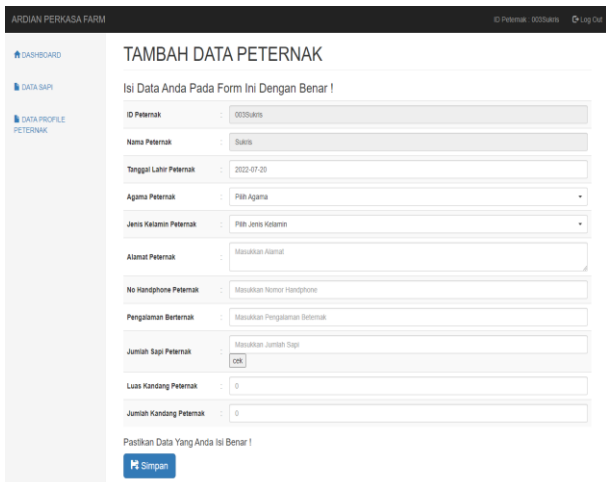 ARDIAN PERKASA FARM
ID Peternak : 003Sukris Log Out
DASHBOARD
DATA SAPI
DATA PROFILE
PETERNAK
TAMBAH DATA PETERNAK
Isi Data Anda Pada Form Ini Dengan Benar !
ID Peternak : 003Sukris
Nama Peternak : Sukris
Tanggal Lahir Peternak : 2022-07-20
Agama Peternak : Pilih Agama
Jenis Kelamin Peternak : Pilih Jenis Kelamin
Alamat Peternak : Masukkan Alamat
No Handphone Peternak : Masukkan Nomor Handphone
Pengalaman Berternak : Masukkan Pengalaman Beternak
Jumlah Sapi Peternak : Masukkan Jumlah Sapi
cek
Luas Kandang Peternak : 0
Jumlah Kandang Peternak : 0
Pastikan Data Yang Anda Isi Benar !
Simpan